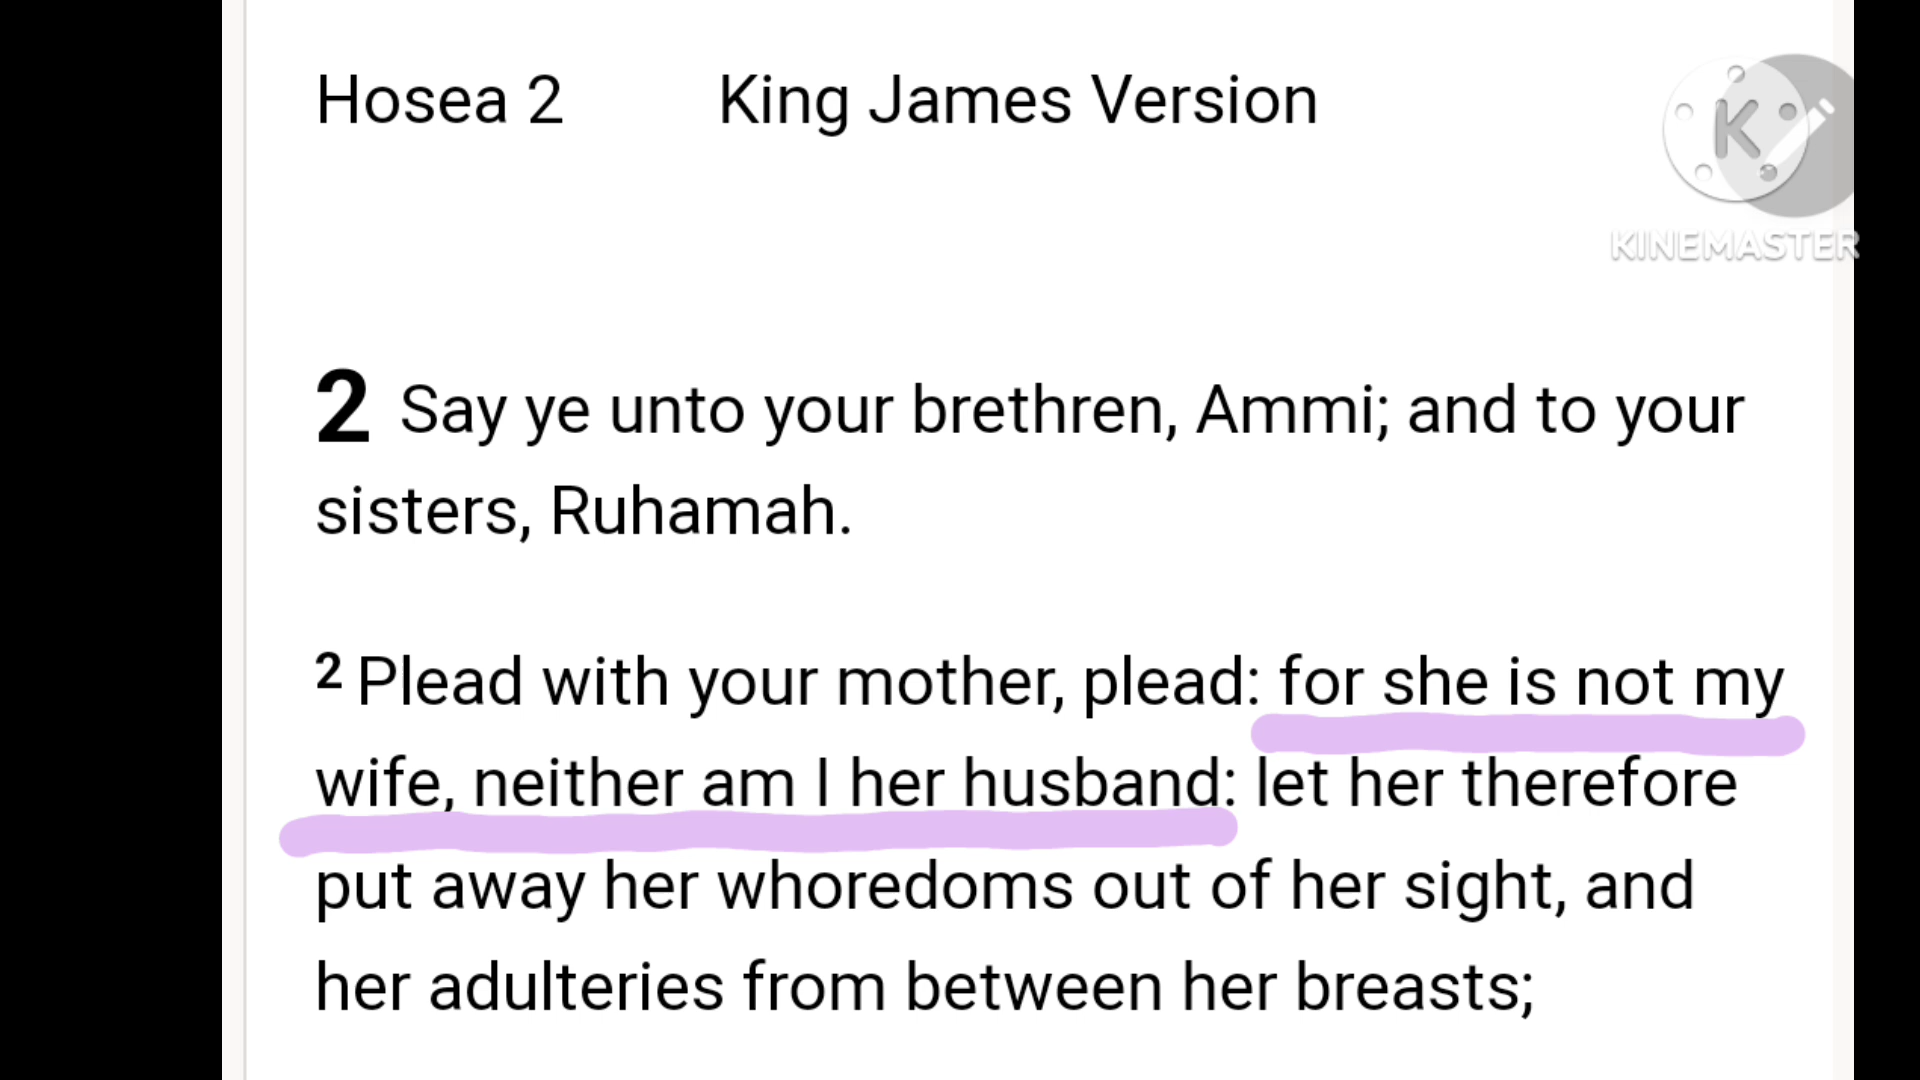 Hosea 2 King James Version
K
KINEMASTER
2 Say ye unto your brethren, Ammi; and to your
sisters, Ruhamah.
2 Plead with your mother, plead: for she is not my
wife, neither am I her husband: let her therefore
put away her whoredoms out of her sight, and
her adulteries from between her breasts;